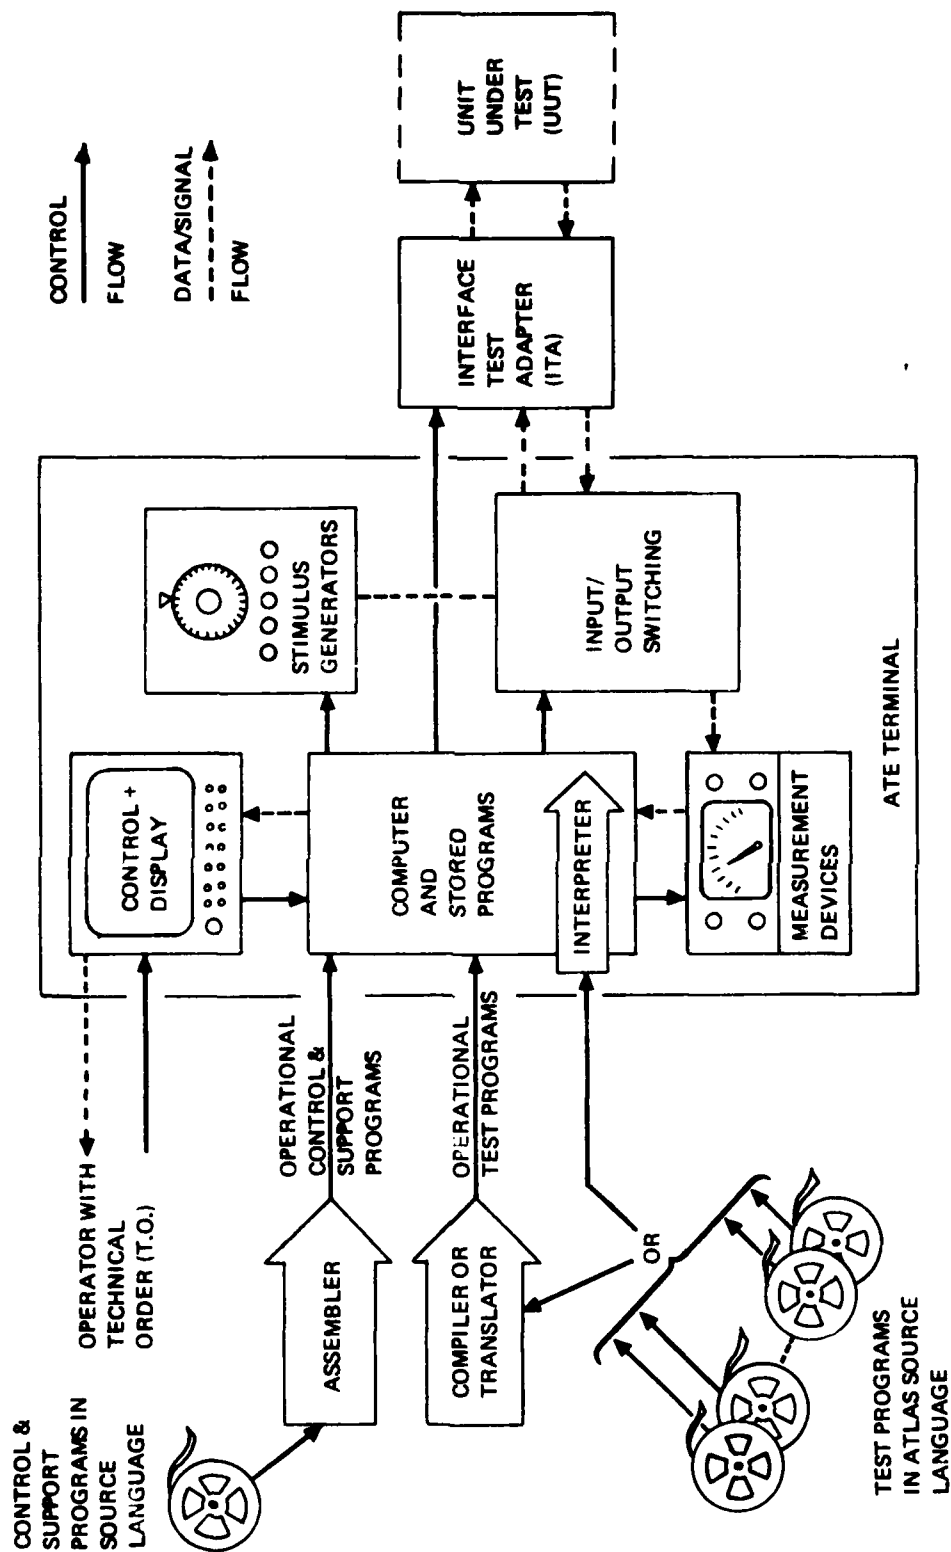 CONTROL &
SUPPORT
PROGRAMS IN
SOURCE
LANGUAGE
OPERATOR WITH
TECHNICAL
ORDER (T.O.)
CONTROL +
DISPLAY
CONTROL
FLOW
DATA/SIGNAL
FLOW
ASSEMBLER
OPERATIONAL
CONTROL &
SUPPORT
PROGRAMS
COMPUTER
AND
STORED
PROGRAMS
STIMULUS
GENERATORS
COMPILER OR
TRANSLATOR
OPERATIONAL
TEST PROGRAMS
INTERPRETER
INPUT/
OUTPUT
SWITCHING
INTERFACE
TEST
ADAPTER
(ITA)
UNIT
UNDER
TEST
(UUT)
OR
MEASUREMENT
DEVICES
ATE TERMINAL
TEST PROGRAMS
IN ATLAS SOURCE
LANGUAGE